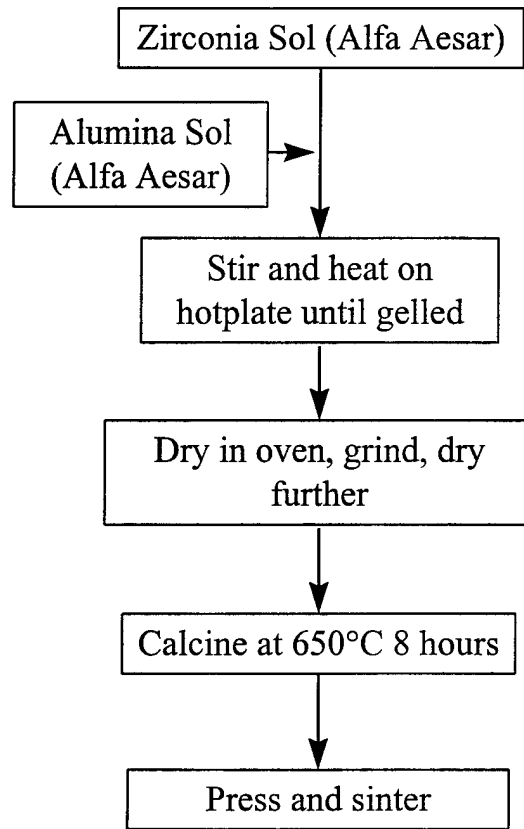 Zirconia Sol (Alfa Aesar)
Alumina Sol
(Alfa Aesar)
Stir and heat on
hotplate until gelled
Dry in oven, grind, dry
further
Calcine at 650°C 8 hours
Press and sinter